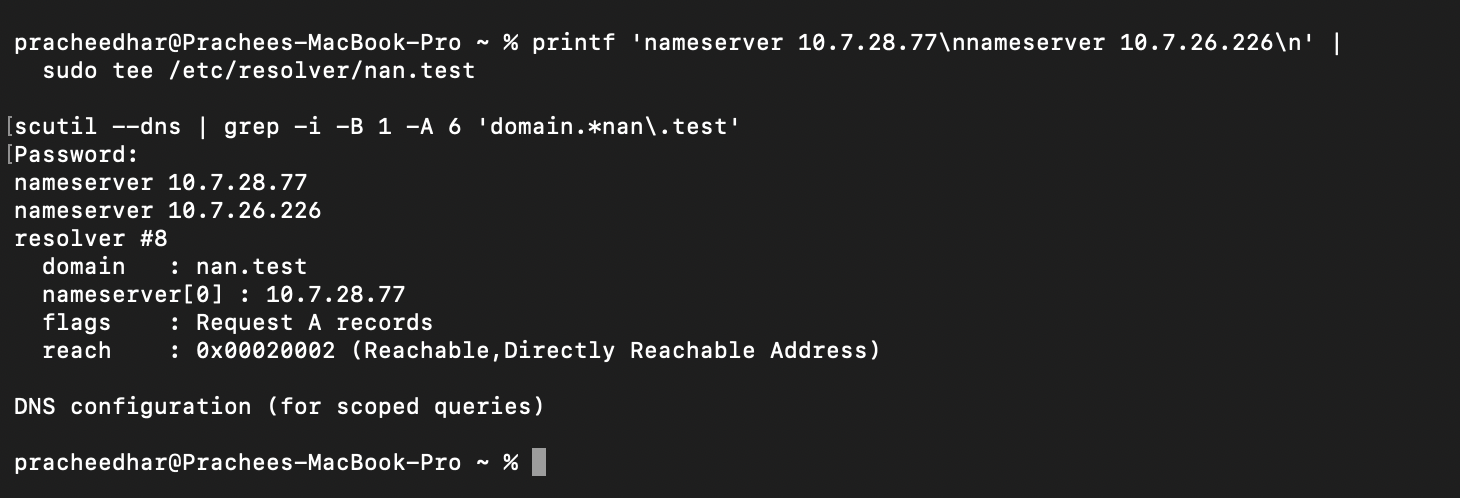 pracheedhar@Prachees-MacBook-Pro ~ % printf 'nameserver 10.7.28.77\nnameserver 10.7.26.226\n' |
sudo tee /etc/resolver/nan.test
[scutil --dns | grep -i -B 1 -A 6 'domain.*nan\.test'
[Password:
nameserver 10.7.28.77
nameserver 10.7.26.226
resolver #8
domain   : nan.test
nameserver[0] : 10.7.28.77
flags    : Request A records
reach    : 0x00020002 (Reachable,Directly Reachable Address)
DNS configuration (for scoped queries)
pracheedhar@Prachees-MacBook-Pro ~ %